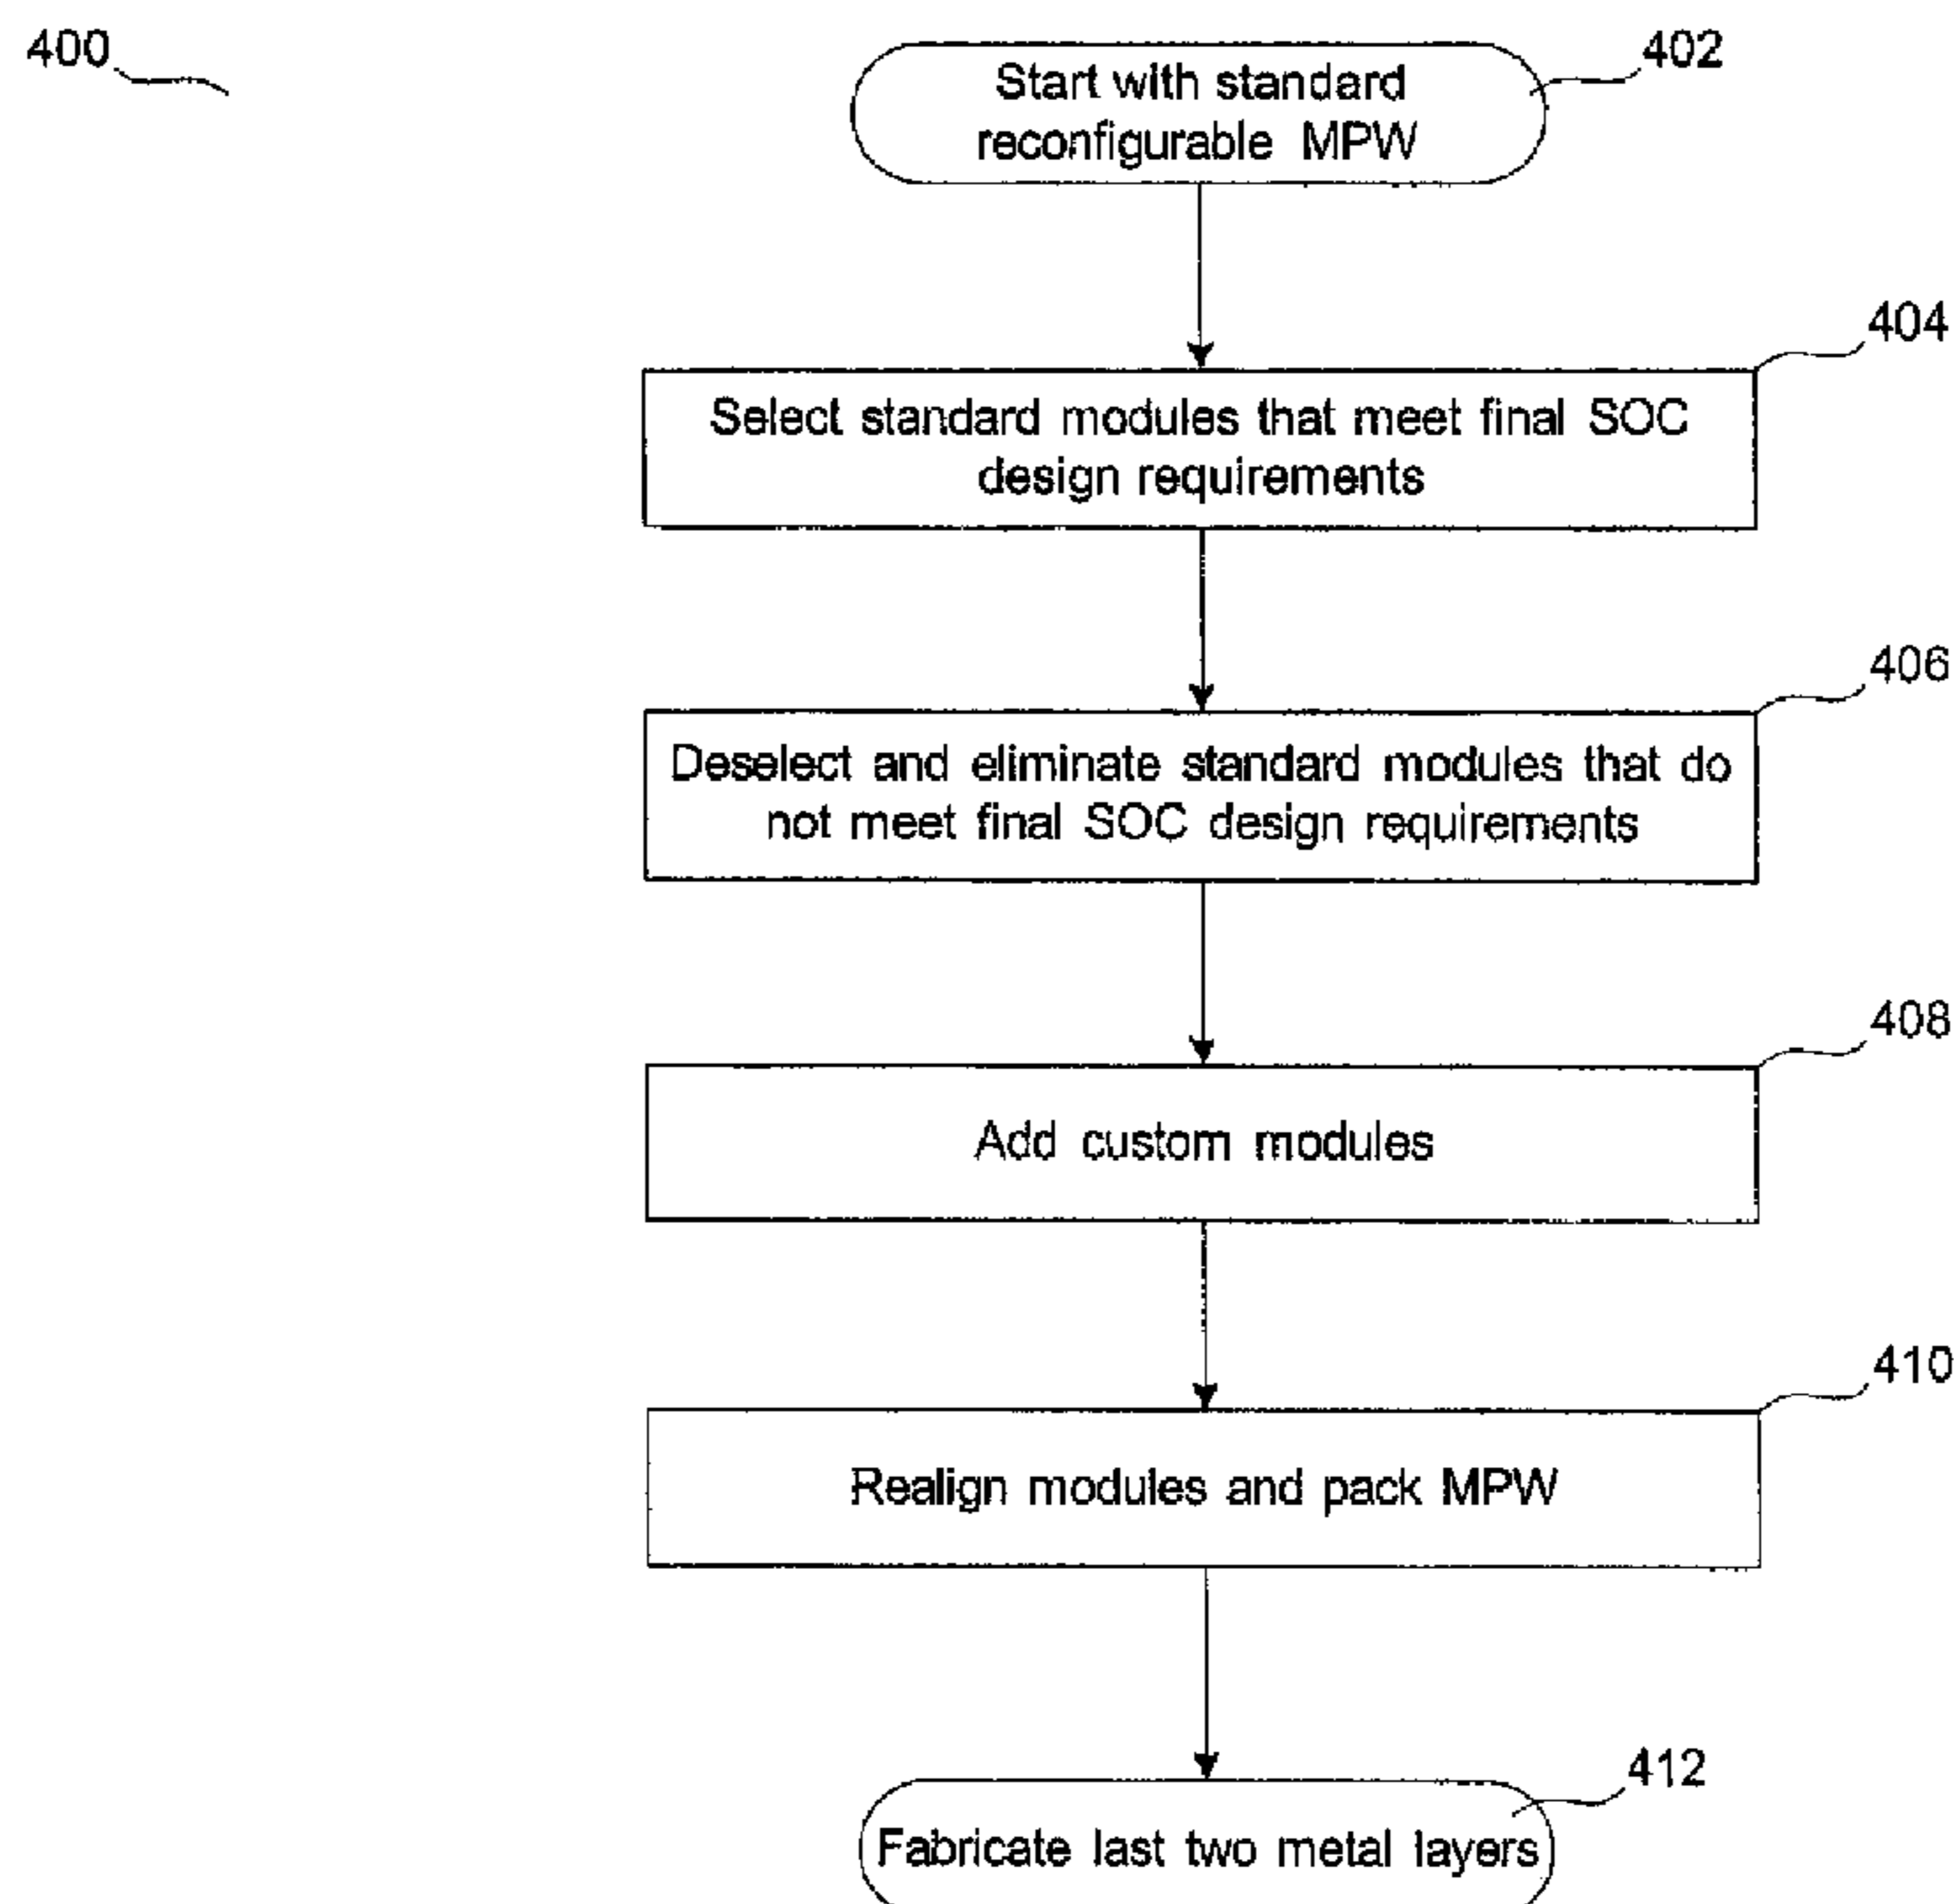 400
402
Start with standard
reconfigurable MPW
404
Select standard modules that meet final SOC
design requirements
406
Deselect and eliminate standard modules that do
not meet final SOC design requirements
408
Add custom modules
410
Realign modules and pack MPW
412
Fabricate last two metal layers